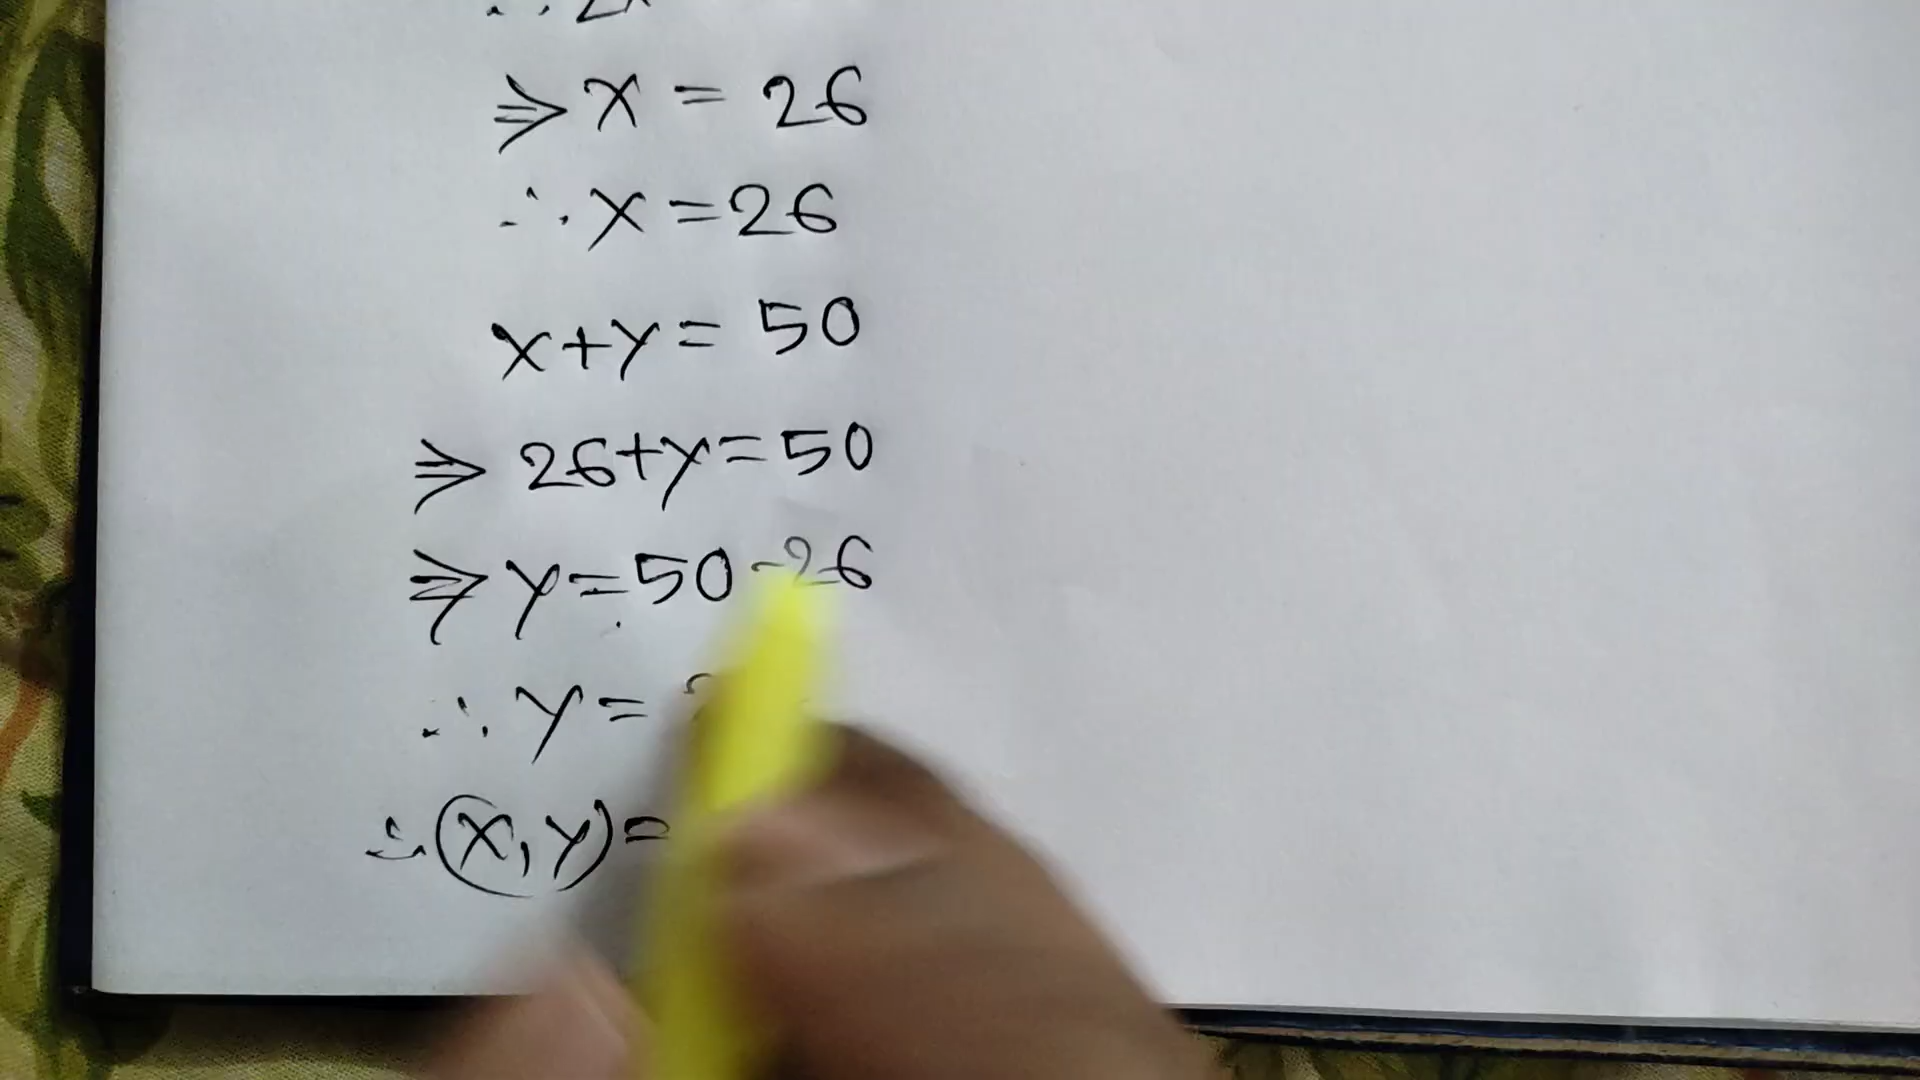 ⇒ x = 26
∴ x = 26
x+y = 50
⇒ 26+y = 50
⇒ y = 50-26
∴ y =
∴ (x, y) =